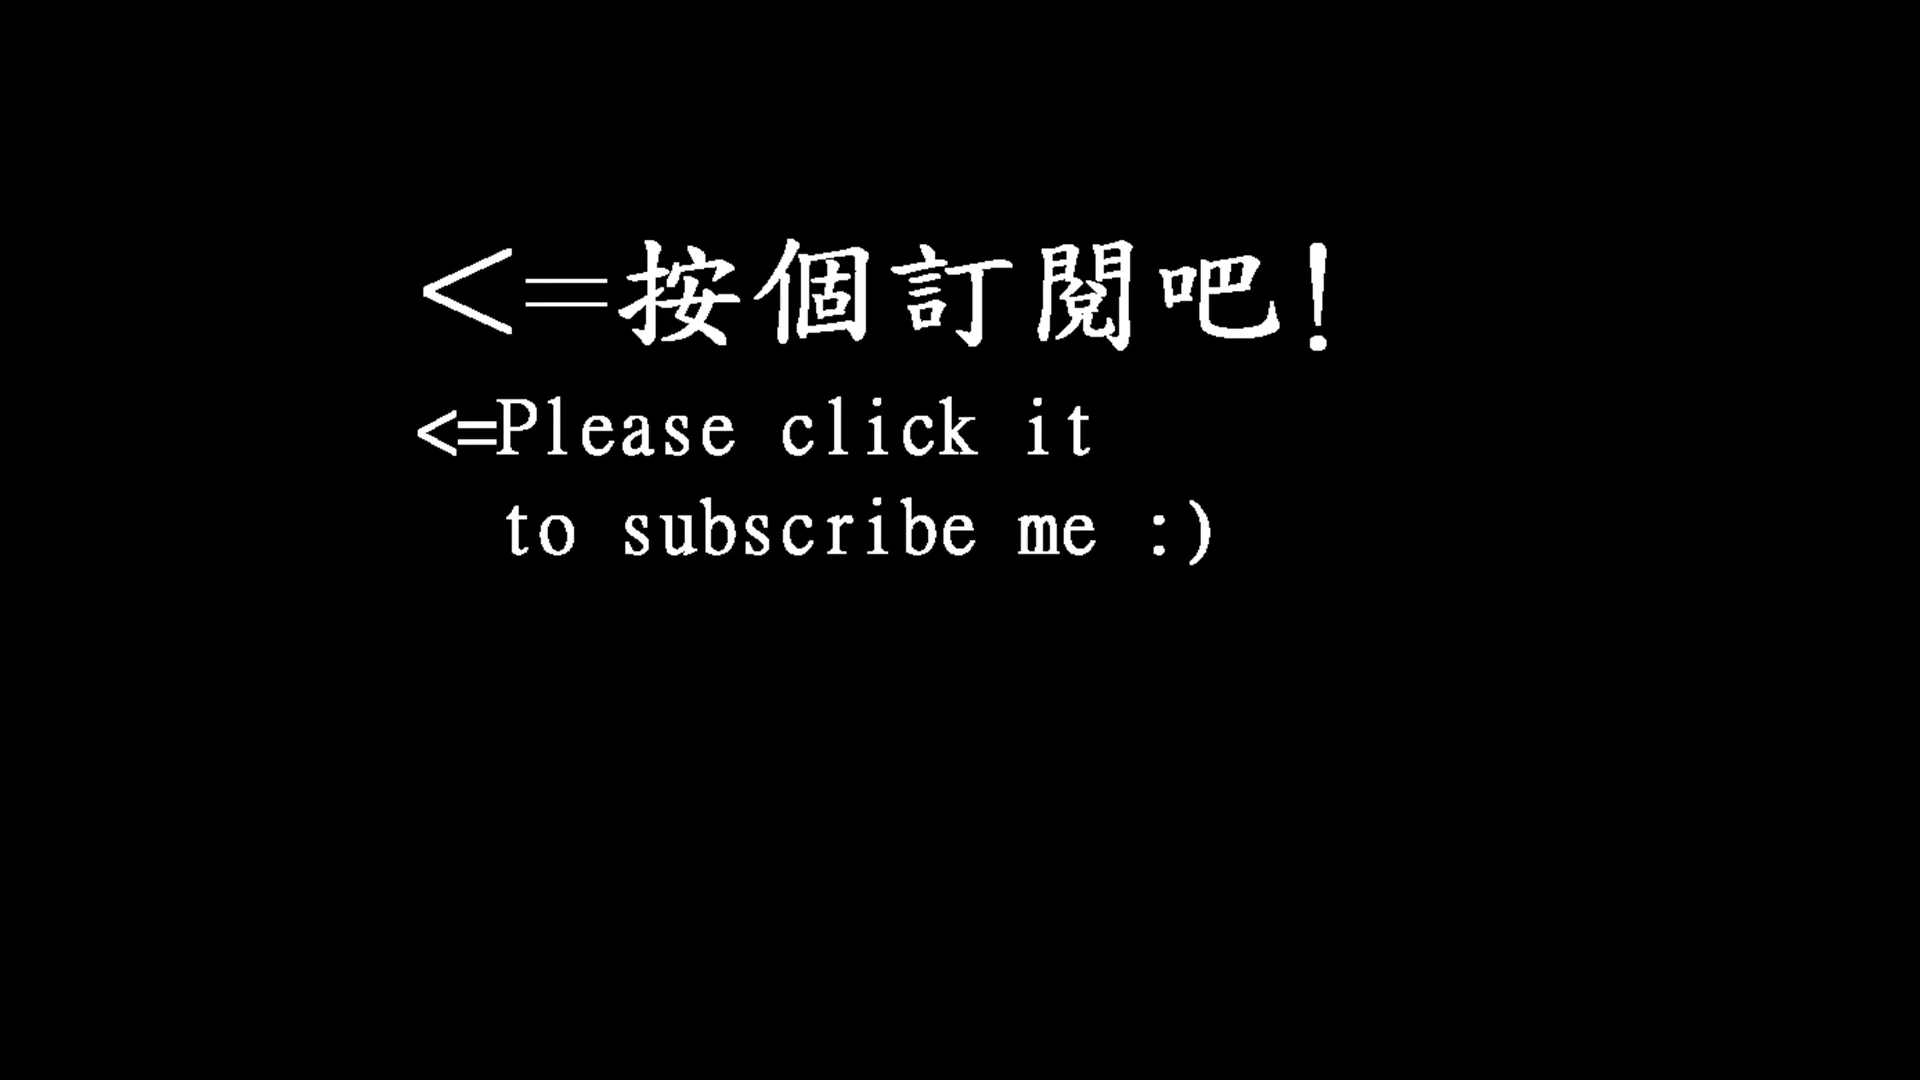 <=按個訂閱吧!
<=Please click it
to subscribe me :)